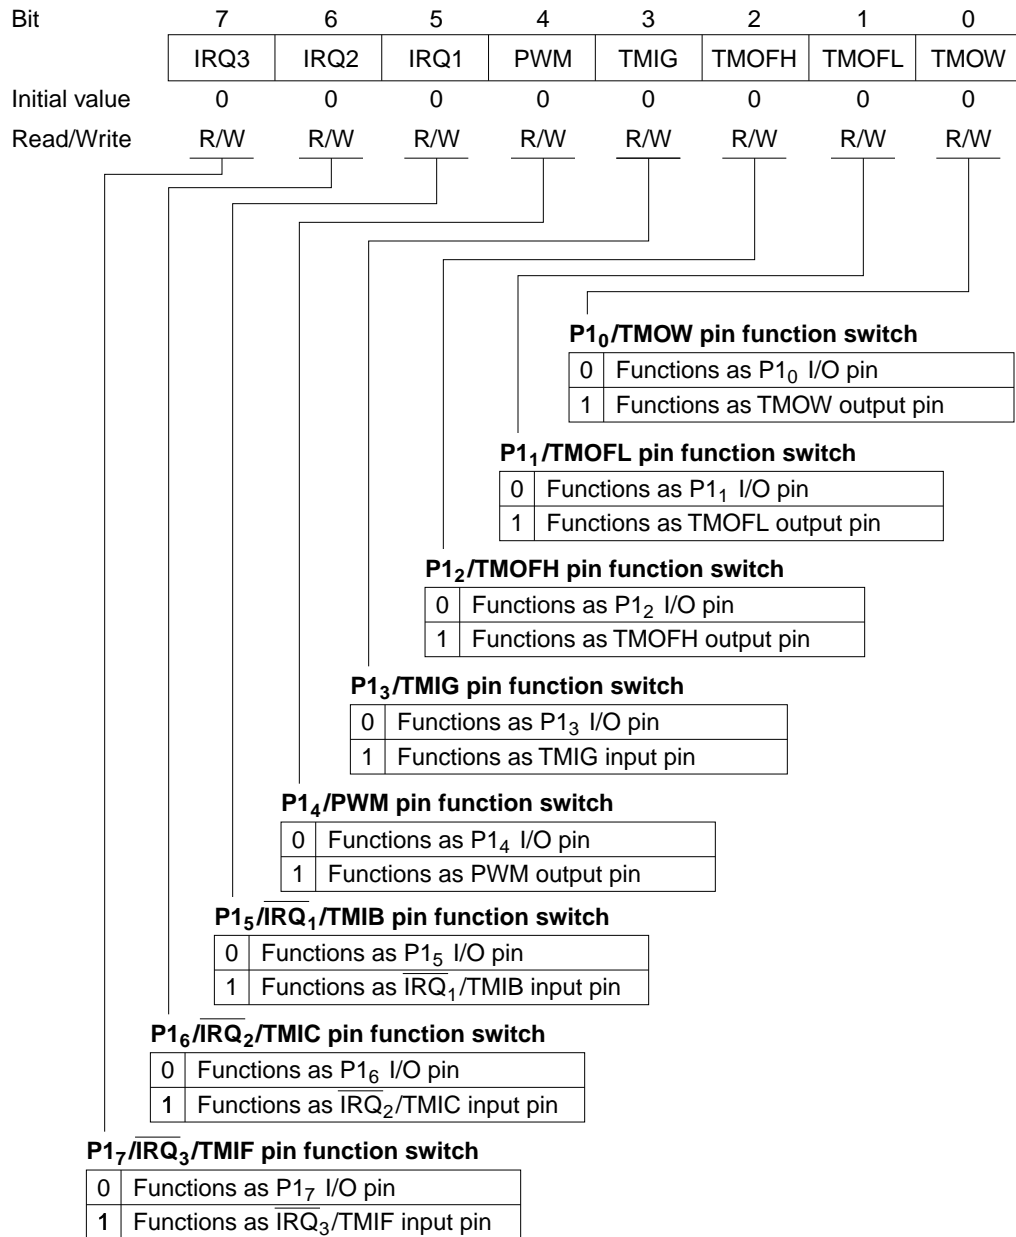 Bit 7 6 5 4 3 2 1 0
IRQ3 IRQ2 IRQ1 PWM TMIG TMOFH TMOFL TMOW
Initial value 0 0 0 0 0 0 0 0
Read/Write R/W R/W R/W R/W R/W R/W R/W R/W
P1₀/TMOW pin function switch
0 Functions as P1₀ I/O pin
1 Functions as TMOW output pin
P1₁/TMOFL pin function switch
0 Functions as P1₁ I/O pin
1 Functions as TMOFL output pin
P1₂/TMOFH pin function switch
0 Functions as P1₂ I/O pin
1 Functions as TMOFH output pin
P1₃/TMIG pin function switch
0 Functions as P1₃ I/O pin
1 Functions as TMIG input pin
P1₄/PWM pin function switch
0 Functions as P1₄ I/O pin
1 Functions as PWM output pin
P1₅/I̅R̅Q̅₁/TMIB pin function switch
0 Functions as P1₅ I/O pin
1 Functions as I̅R̅Q̅₁/TMIB input pin
P1₆/I̅R̅Q̅₂/TMIC pin function switch
0 Functions as P1₆ I/O pin
1 Functions as I̅R̅Q̅₂/TMIC input pin
P1₇/I̅R̅Q̅₃/TMIF pin function switch
0 Functions as P1₇ I/O pin
1 Functions as I̅R̅Q̅₃/TMIF input pin